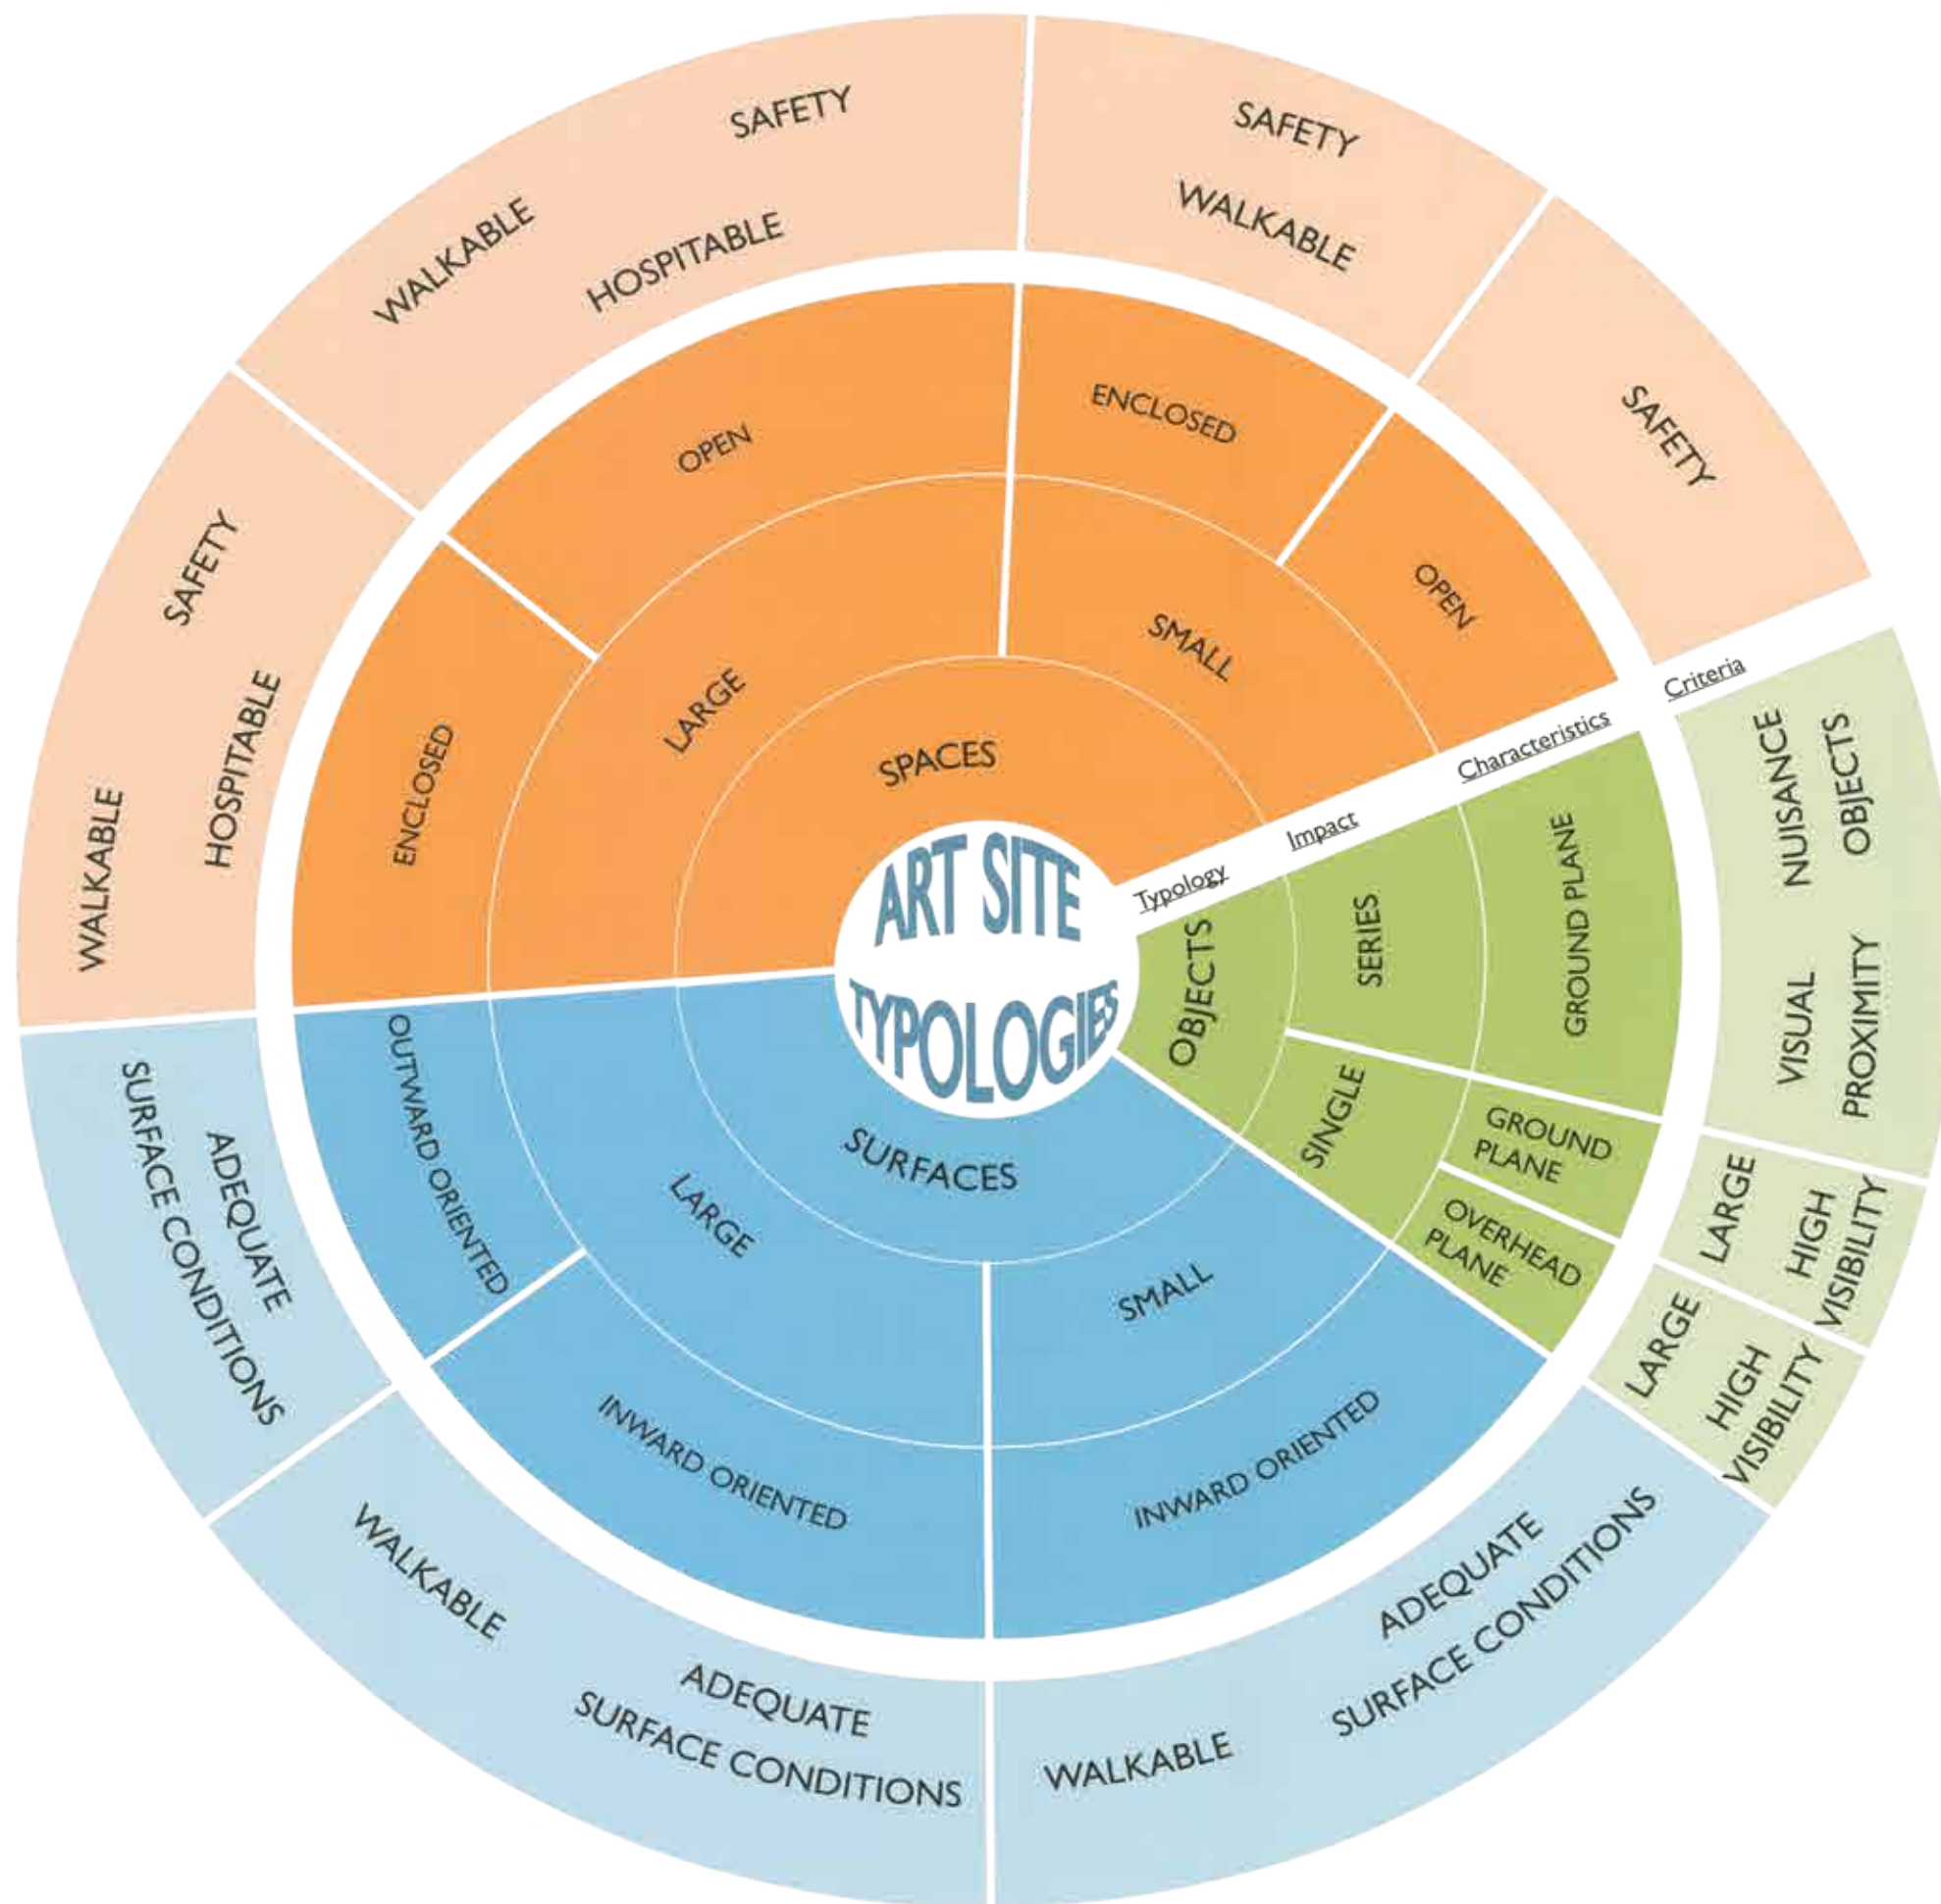 ART SITE
TYPOLOGIES
Typology
Impact
Characteristics
Criteria
SPACES
LARGE
ENCLOSED
WALKABLE
SAFETY
HOSPITABLE
OPEN
WALKABLE
SAFETY
HOSPITABLE
SMALL
ENCLOSED
SAFETY
WALKABLE
OPEN
SAFETY
OBJECTS
SERIES
GROUND PLANE
VISUAL
NUISANCE
PROXIMITY
OBJECTS
SINGLE
GROUND
PLANE
LARGE
HIGH
VISIBILITY
OVERHEAD
PLANE
LARGE
HIGH
VISIBILITY
SURFACES
SMALL
INWARD ORIENTED
WALKABLE
ADEQUATE
SURFACE CONDITIONS
LARGE
INWARD ORIENTED
WALKABLE
ADEQUATE
SURFACE CONDITIONS
OUTWARD ORIENTED
ADEQUATE
SURFACE CONDITIONS